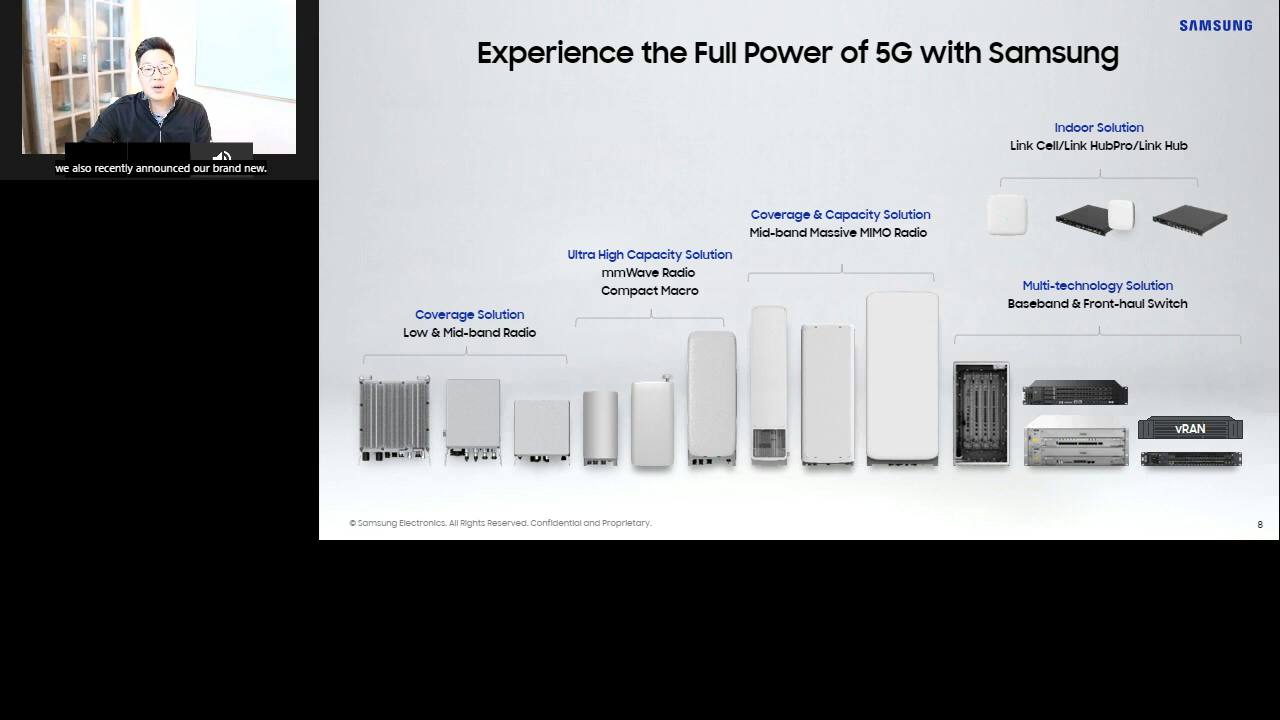 we also recently announced our brand new.
SAMSUNG
Experience the Full Power of 5G with Samsung
Indoor Solution
Link Cell/Link HubPro/Link Hub
Coverage & Capacity Solution
Mid-band Massive MIMO Radio
Ultra High Capacity Solution
mmWave Radio
Compact Macro
Multi-technology Solution
Baseband & Front-haul Switch
Coverage Solution
Low & Mid-band Radio
vRAN
© Samsung Electronics. All Rights Reserved. Confidential and Proprietary.
8